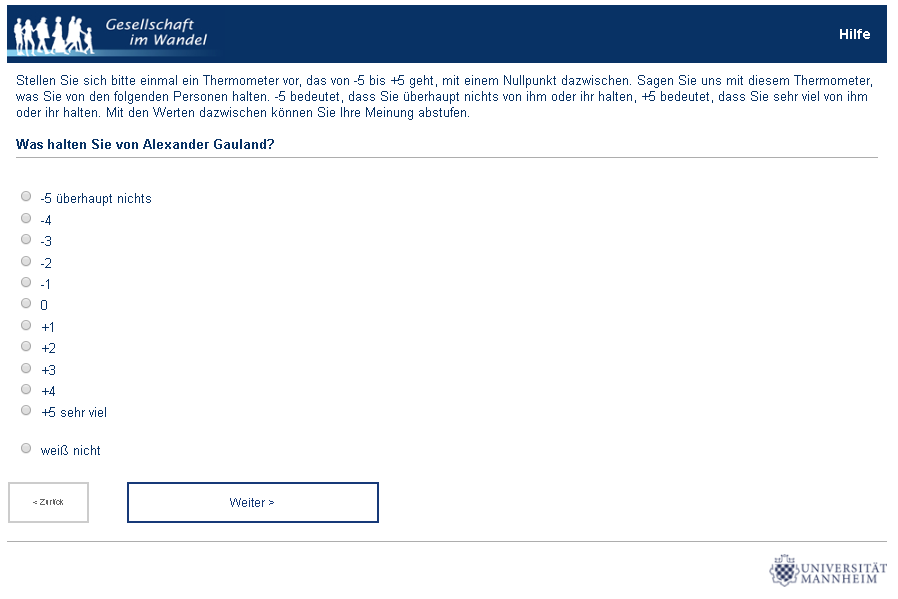 Gesellschaft
im Wandel
Hilfe
Stellen Sie sich bitte einmal ein Thermometer vor, das von -5 bis +5 geht, mit einem Nullpunkt dazwischen. Sagen Sie uns mit diesem Thermometer,
was Sie von den folgenden Personen halten. -5 bedeutet, dass Sie überhaupt nichts von ihm oder ihr halten, +5 bedeutet, dass Sie sehr viel von ihm
oder ihr halten. Mit den Werten dazwischen können Sie Ihre Meinung abstufen.
Was halten Sie von Alexander Gauland?
-5 überhaupt nichts
-4
-3
-2
-1
0
+1
+2
+3
+4
+5 sehr viel
weiß nicht
< Zurück
Weiter >
UNIVERSITÄT
MANNHEIM